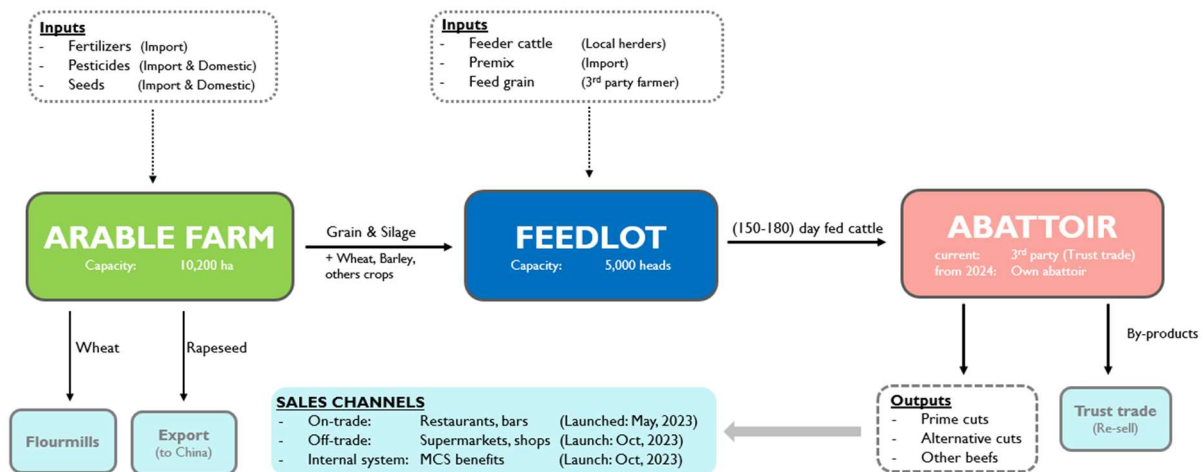 Inputs
- Fertilizers (Import)
- Pesticides (Import & Domestic)
- Seeds (Import & Domestic)
Inputs
- Feeder cattle (Local herders)
- Premix (Import)
- Feed grain (3rd party farmer)
ARABLE FARM
Capacity: 10,200 ha
Grain & Silage
+ Wheat, Barley,
others crops
FEEDLOT
Capacity: 5,000 heads
(150-180) day fed cattle
ABATTOIR
current: 3rd party (Trust trade)
from 2024: Own abattoir
Wheat
Rapeseed
By-products
Flourmills
Export
(to China)
SALES CHANNELS
- On-trade: Restaurants, bars (Launched: May, 2023)
- Off-trade: Supermarkets, shops (Launch: Oct, 2023)
- Internal system: MCS benefits (Launch: Oct, 2023)
Outputs
- Prime cuts
- Alternative cuts
- Other beefs
Trust trade
(Re-sell)